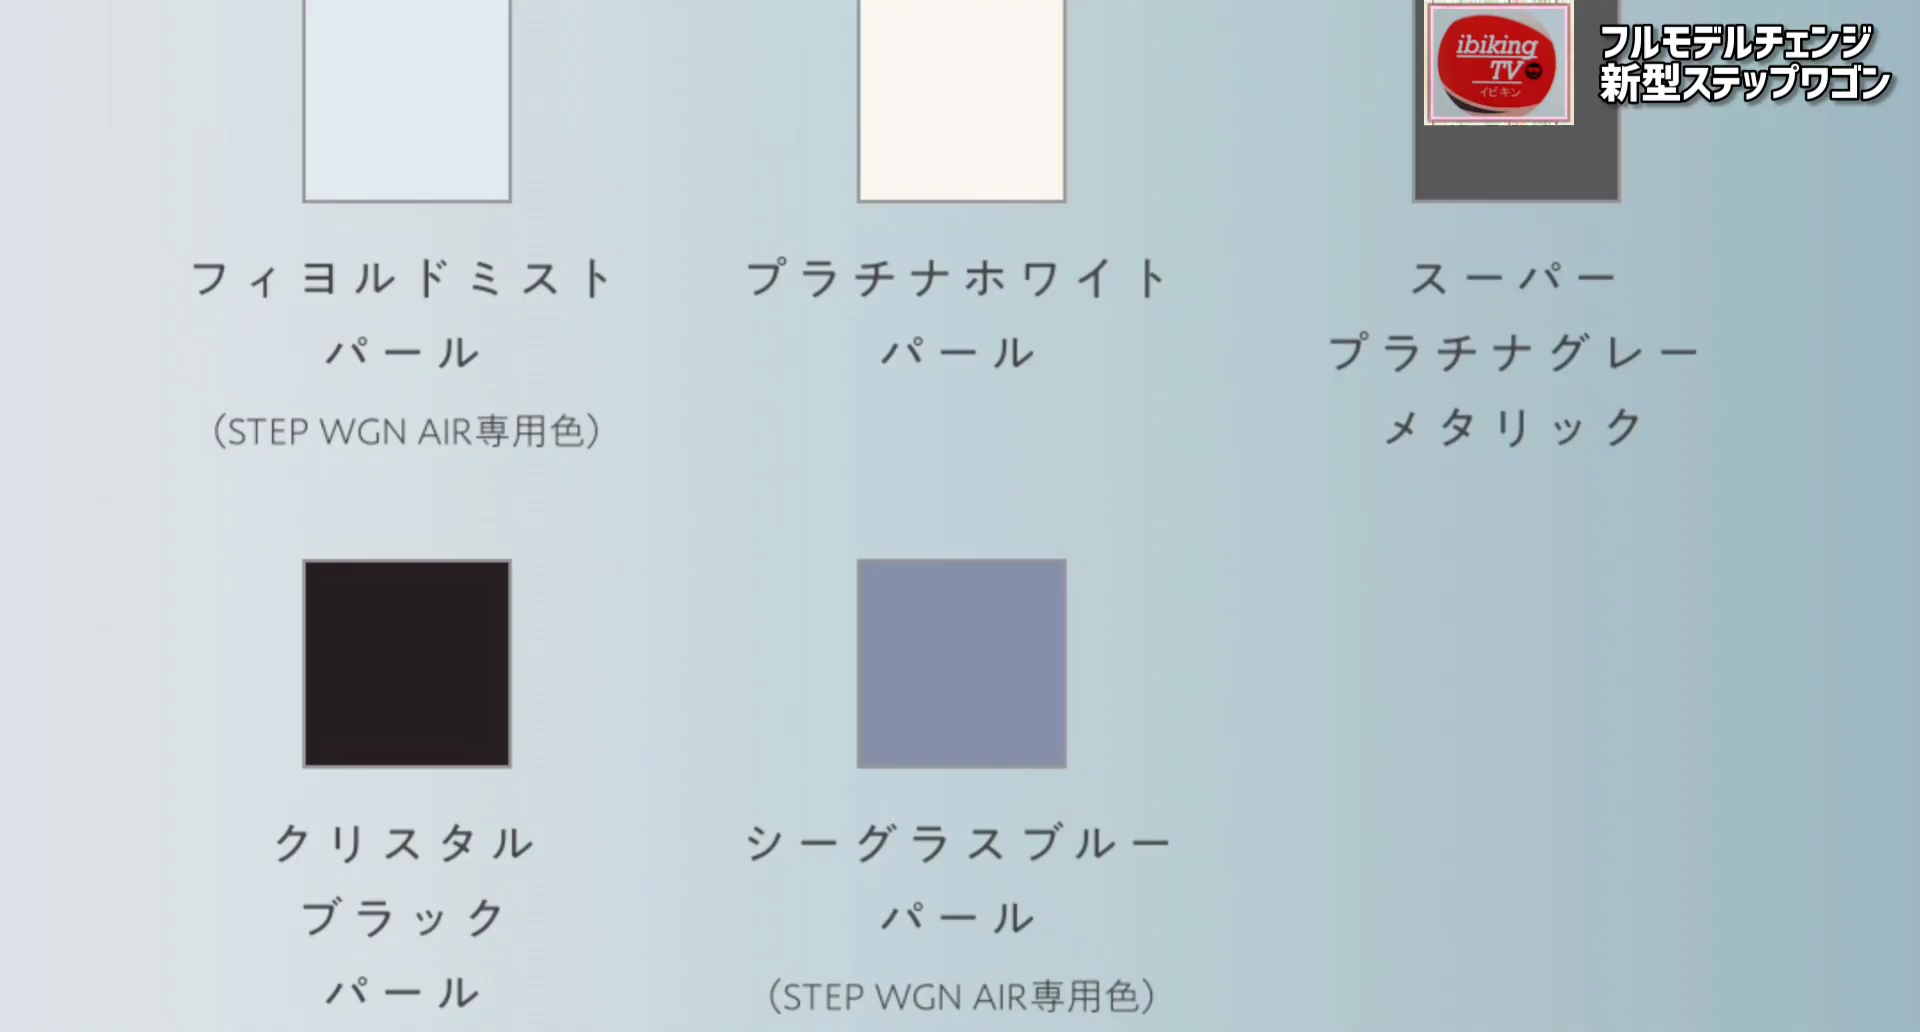 ibiking
TV
イビキン
フルモデルチェンジ
新型ステップワゴン
フィヨルドミスト
パール
（STEP WGN AIR専用色）
プラチナホワイト
パール
スーパー
プラチナグレー
メタリック
クリスタル
ブラック
パール
シーグラスブルー
パール
（STEP WGN AIR専用色）